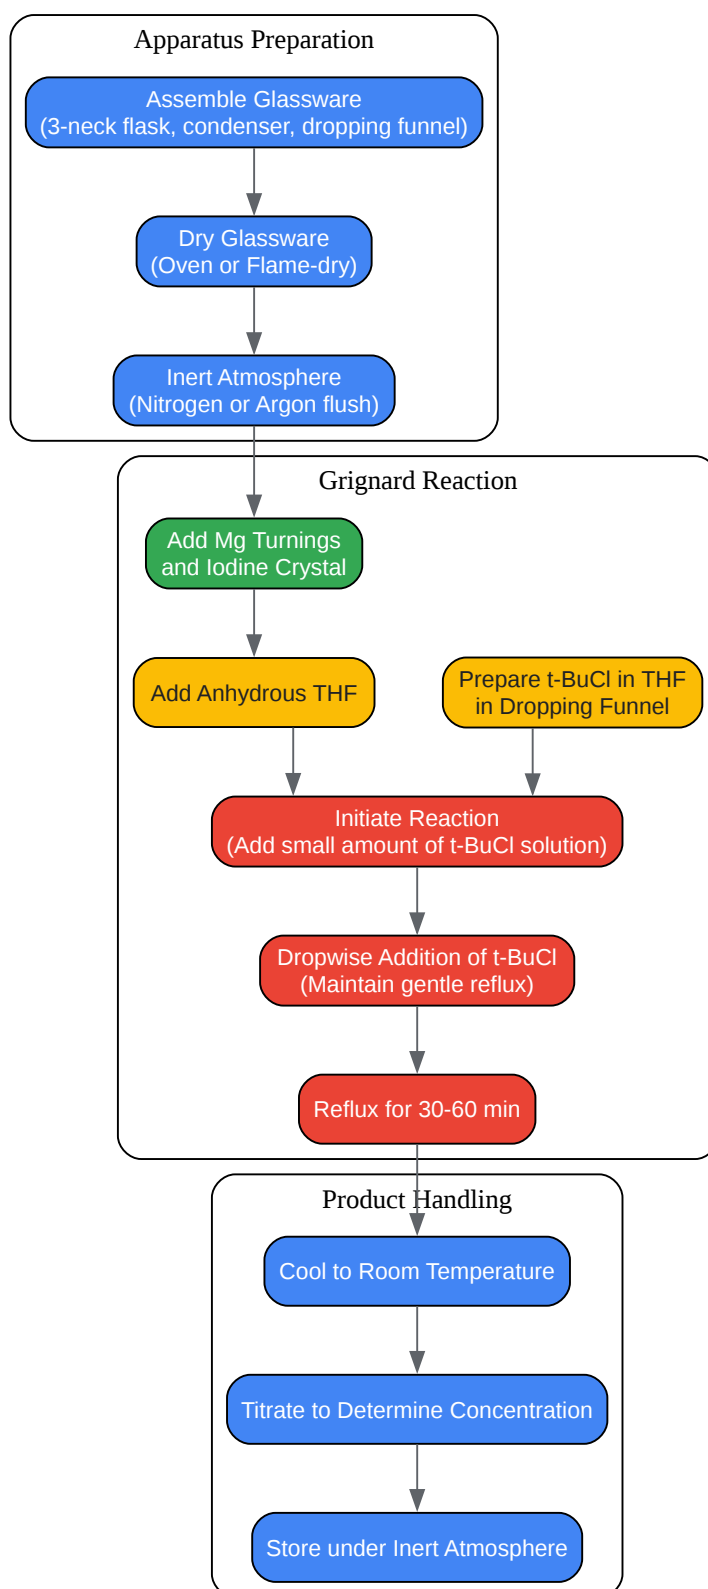 Apparatus Preparation
Assemble Glassware
(3-neck flask, condenser, dropping funnel)
Dry Glassware
(Oven or Flame-dry)
Inert Atmosphere
(Nitrogen or Argon flush)
Grignard Reaction
Add Mg Turnings
and Iodine Crystal
Add Anhydrous THF
Prepare t-BuCl in THF
in Dropping Funnel
Initiate Reaction
(Add small amount of t-BuCl solution)
Dropwise Addition of t-BuCl
(Maintain gentle reflux)
Reflux for 30-60 min
Product Handling
Cool to Room Temperature
Titrate to Determine Concentration
Store under Inert Atmosphere